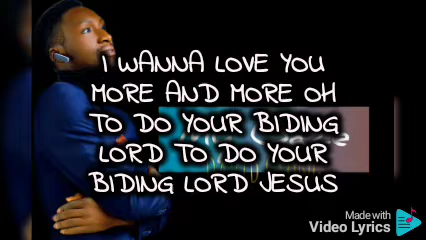 I WANNA LOVE YOU
MORE AND MORE OH
TO DO YOUR BIDING
LORD TO DO YOUR
BIDING LORD JESUS
Made with
Video Lyrics